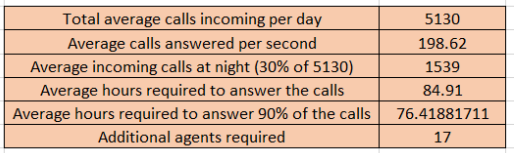 Total average calls incoming per day 5130
Average calls answered per second 198.62
Average incoming calls at night (30% of 5130) 1539
Average hours required to answer the calls 84.91
Average hours required to answer 90% of the calls 76.41881711
Additional agents required 17